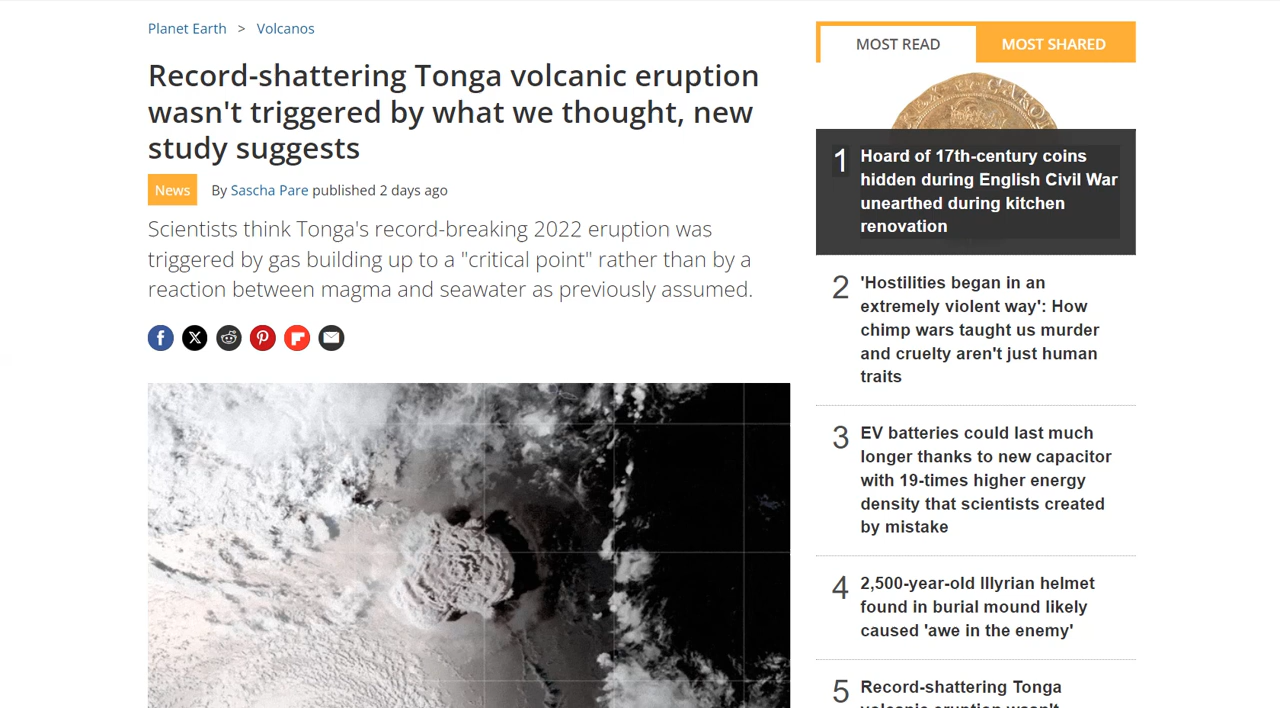 Planet Earth > Volcanos
Record-shattering Tonga volcanic eruption
wasn't triggered by what we thought, new
study suggests
News By Sascha Pare published 2 days ago
Scientists think Tonga's record-breaking 2022 eruption was
triggered by gas building up to a "critical point" rather than by a
reaction between magma and seawater as previously assumed.
MOST READ
MOST SHARED
1
Hoard of 17th-century coins
hidden during English Civil War
unearthed during kitchen
renovation
2
'Hostilities began in an
extremely violent way': How
chimp wars taught us murder
and cruelty aren't just human
traits
3
EV batteries could last much
longer thanks to new capacitor
with 19-times higher energy
density that scientists created
by mistake
4
2,500-year-old Illyrian helmet
found in burial mound likely
caused 'awe in the enemy'
5
Record-shattering Tonga
volcanic eruption wasn't